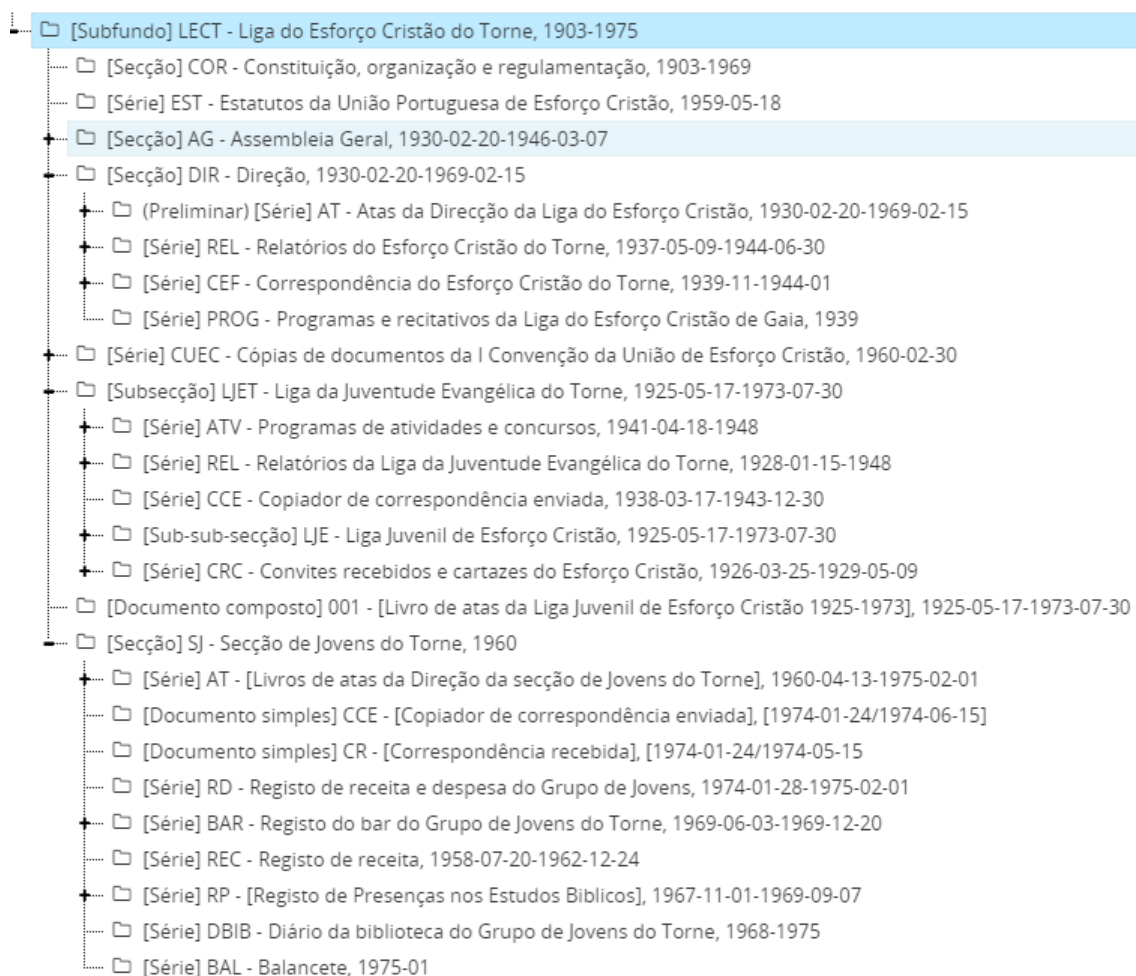 [Subfundo] LECT - Liga do Esforço Cristão do Torne, 1903-1975
[Secção] COR - Constituição, organização e regulamentação, 1903-1969
[Série] EST - Estatutos da União Portuguesa de Esforço Cristão, 1959-05-18
[Secção] AG - Assembleia Geral, 1930-02-20-1946-03-07
[Secção] DIR - Direção, 1930-02-20-1969-02-15
(Preliminar) [Série] AT - Atas da Direcção da Liga do Esforço Cristão, 1930-02-20-1969-02-15
[Série] REL - Relatórios do Esforço Cristão do Torne, 1937-05-09-1944-06-30
[Série] CEF - Correspondência do Esforço Cristão do Torne, 1939-11-1944-01
[Série] PROG - Programas e recitativos da Liga do Esforço Cristão de Gaia, 1939
[Série] CUEC - Cópias de documentos da I Convenção da União de Esforço Cristão, 1960-02-30
[Subsecção] LJET - Liga da Juventude Evangélica do Torne, 1925-05-17-1973-07-30
[Série] ATV - Programas de atividades e concursos, 1941-04-18-1948
[Série] REL - Relatórios da Liga da Juventude Evangélica do Torne, 1928-01-15-1948
[Série] CCE - Copiador de correspondência enviada, 1938-03-17-1943-12-30
[Sub-sub-secção] LJE - Liga Juvenil de Esforço Cristão, 1925-05-17-1973-07-30
[Série] CRC - Convites recebidos e cartazes do Esforço Cristão, 1926-03-25-1929-05-09
[Documento composto] 001 - [Livro de atas da Liga Juvenil de Esforço Cristão 1925-1973], 1925-05-17-1973-07-30
[Secção] SJ - Secção de Jovens do Torne, 1960
[Série] AT - [Livros de atas da Direção da secção de Jovens do Torne], 1960-04-13-1975-02-01
[Documento simples] CCE - [Copiador de correspondência enviada], [1974-01-24/1974-06-15]
[Documento simples] CR - [Correspondência recebida], [1974-01-24/1974-05-15
[Série] RD - Registo de receita e despesa do Grupo de Jovens, 1974-01-28-1975-02-01
[Série] BAR - Registo do bar do Grupo de Jovens do Torne, 1969-06-03-1969-12-20
[Série] REC - Registo de receita, 1958-07-20-1962-12-24
[Série] RP - [Registo de Presenças nos Estudos Biblicos], 1967-11-01-1969-09-07
[Série] DBIB - Diário da biblioteca do Grupo de Jovens do Torne, 1968-1975
[Série] BAL - Balancete, 1975-01